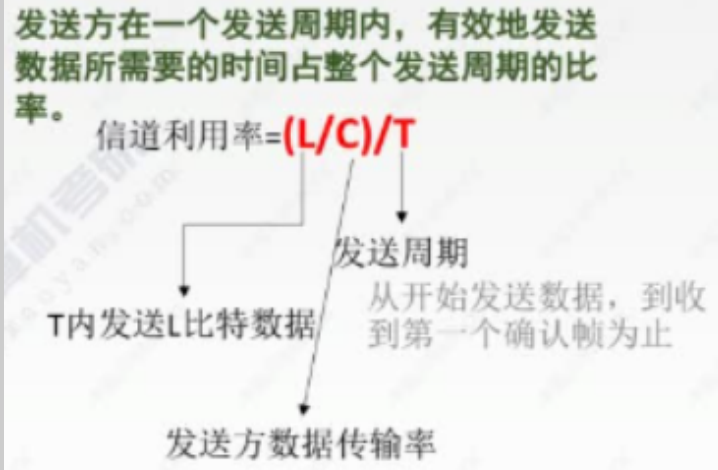 发送方在一个发送周期内，有效地发送
数据所需要的时间占整个发送周期的比
率。
信道利用率=(L/C)/T
发送周期
从开始发送数据，到收
到第一个确认帧为止
T内发送L比特数据
发送方数据传输率